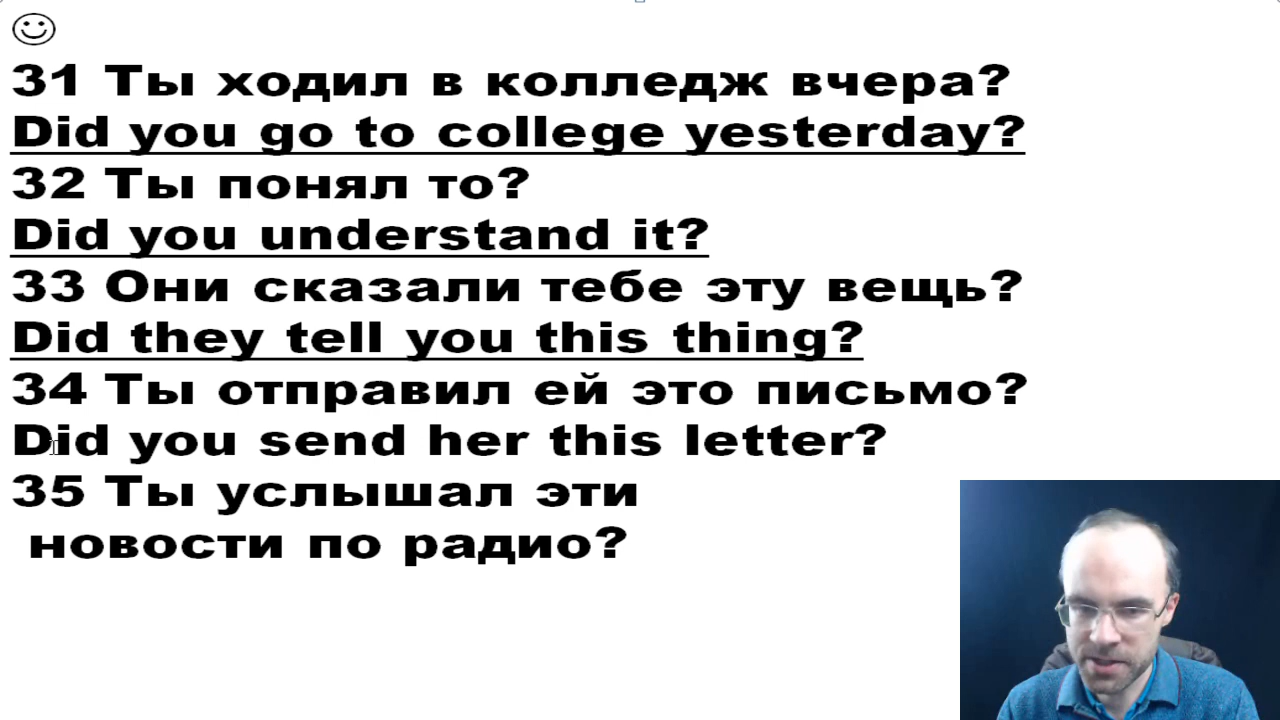 31 Ты ходил в колледж вчера?
Did you go to college yesterday?
32 Ты понял то?
Did you understand it?
33 Они сказали тебе эту вещь?
Did they tell you this thing?
34 Ты отправил ей это письмо?
Did you send her this letter?
35 Ты услышал эти
новости по радио?